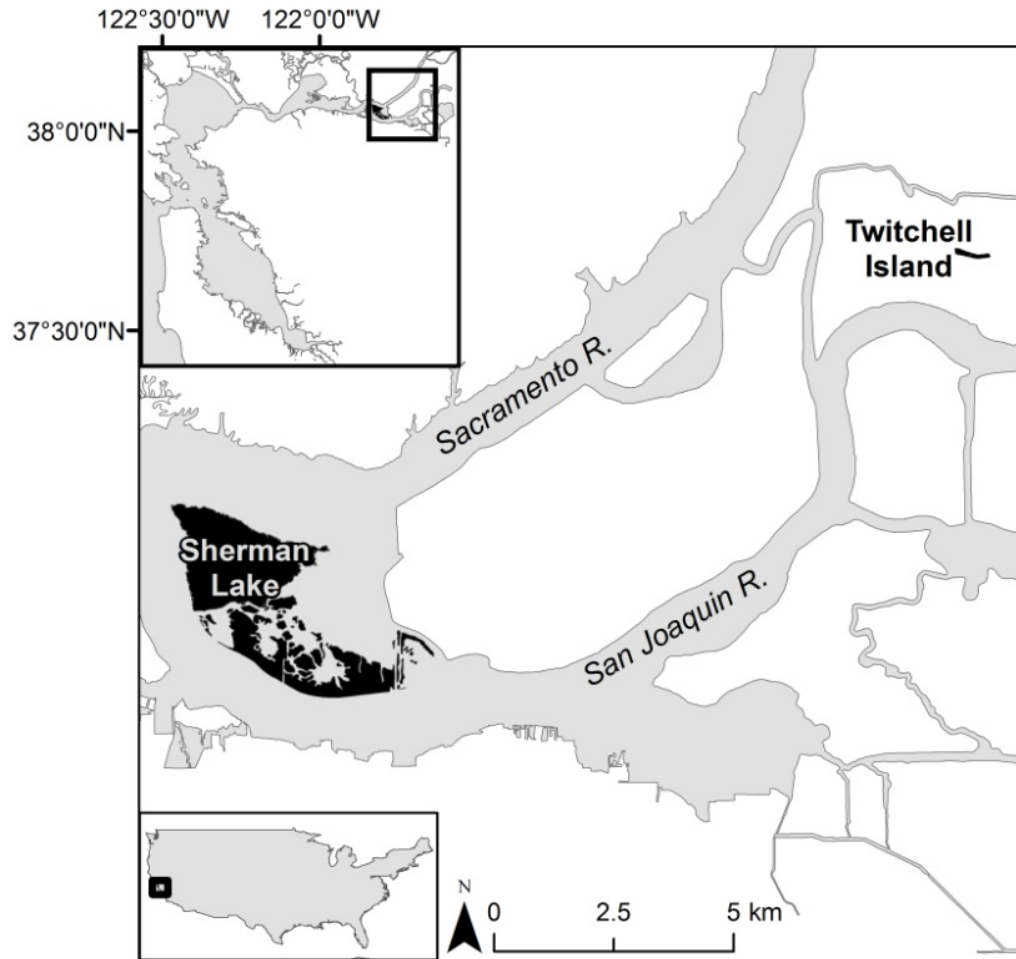 122°30'0"W 122°0'0"W
38°0'0"N
37°30'0"N
Twitchell
Island
Sacramento R.
Sherman
Lake
San Joaquin R.
N
0 2.5 5 km